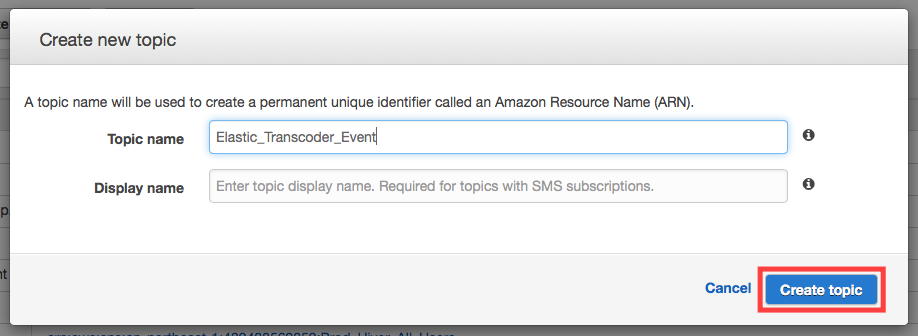 Create new topic
A topic name will be used to create a permanent unique identifier called an Amazon Resource Name (ARN).
Topic name
Elastic_Transcoder_Event
Display name
Enter topic display name. Required for topics with SMS subscriptions.
Cancel
Create topic